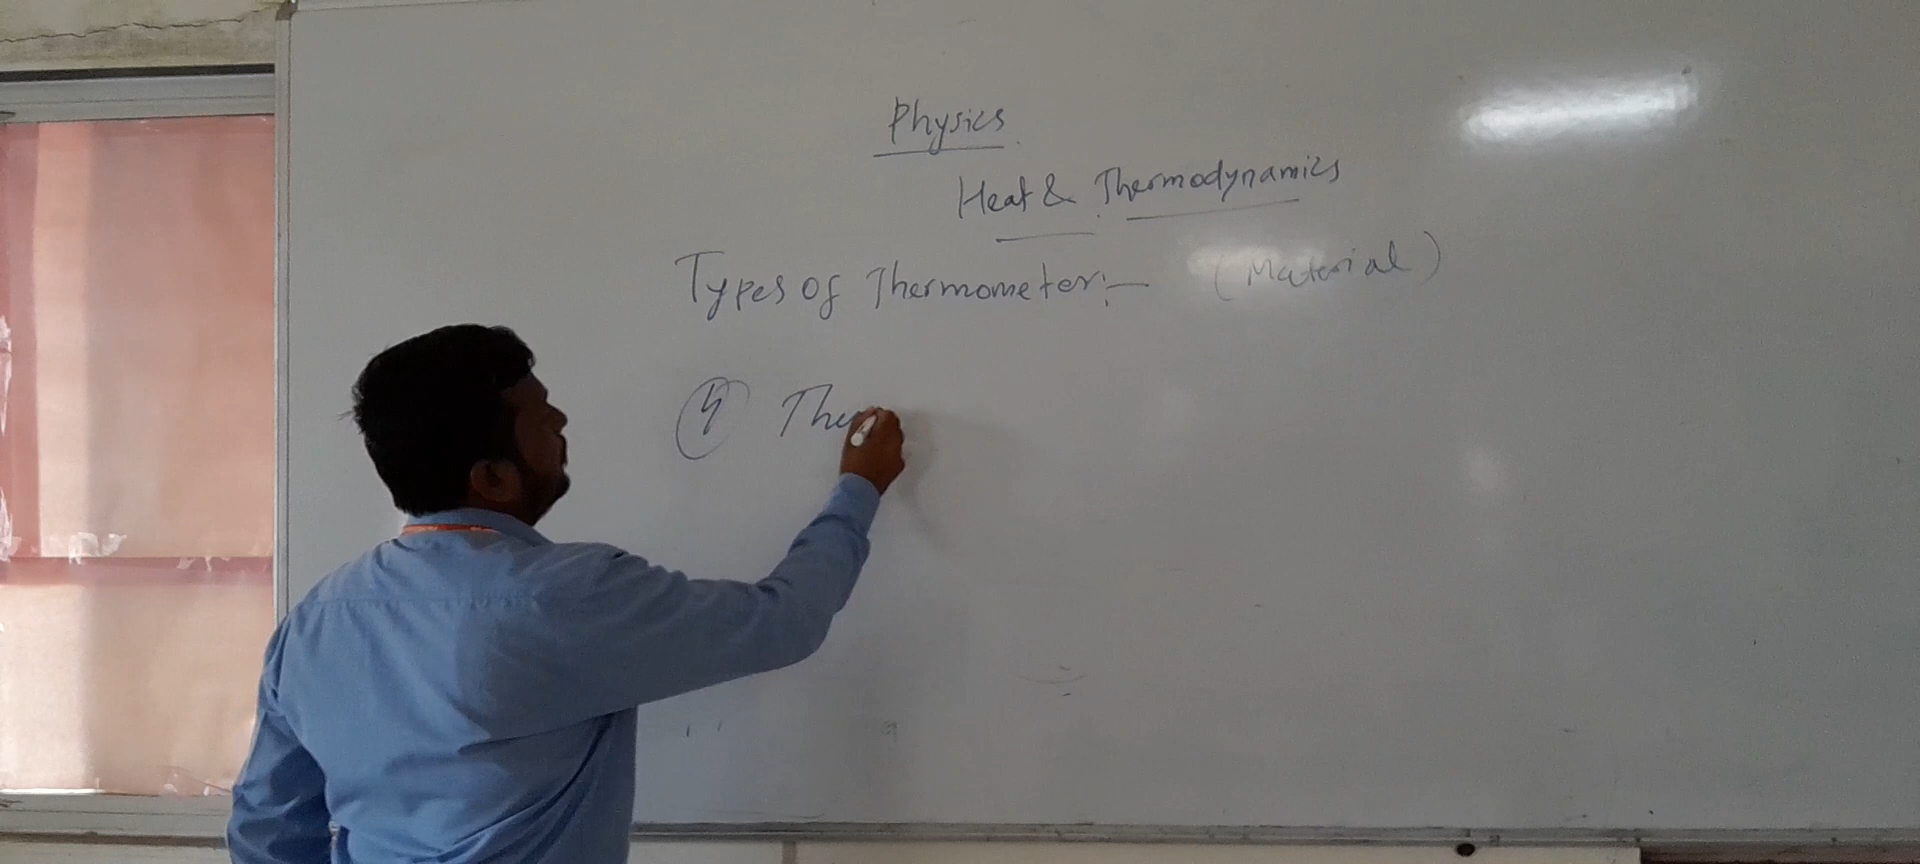 Physics
Heat & Thermodynamics
Types of Thermometer:- (Material)
④ The